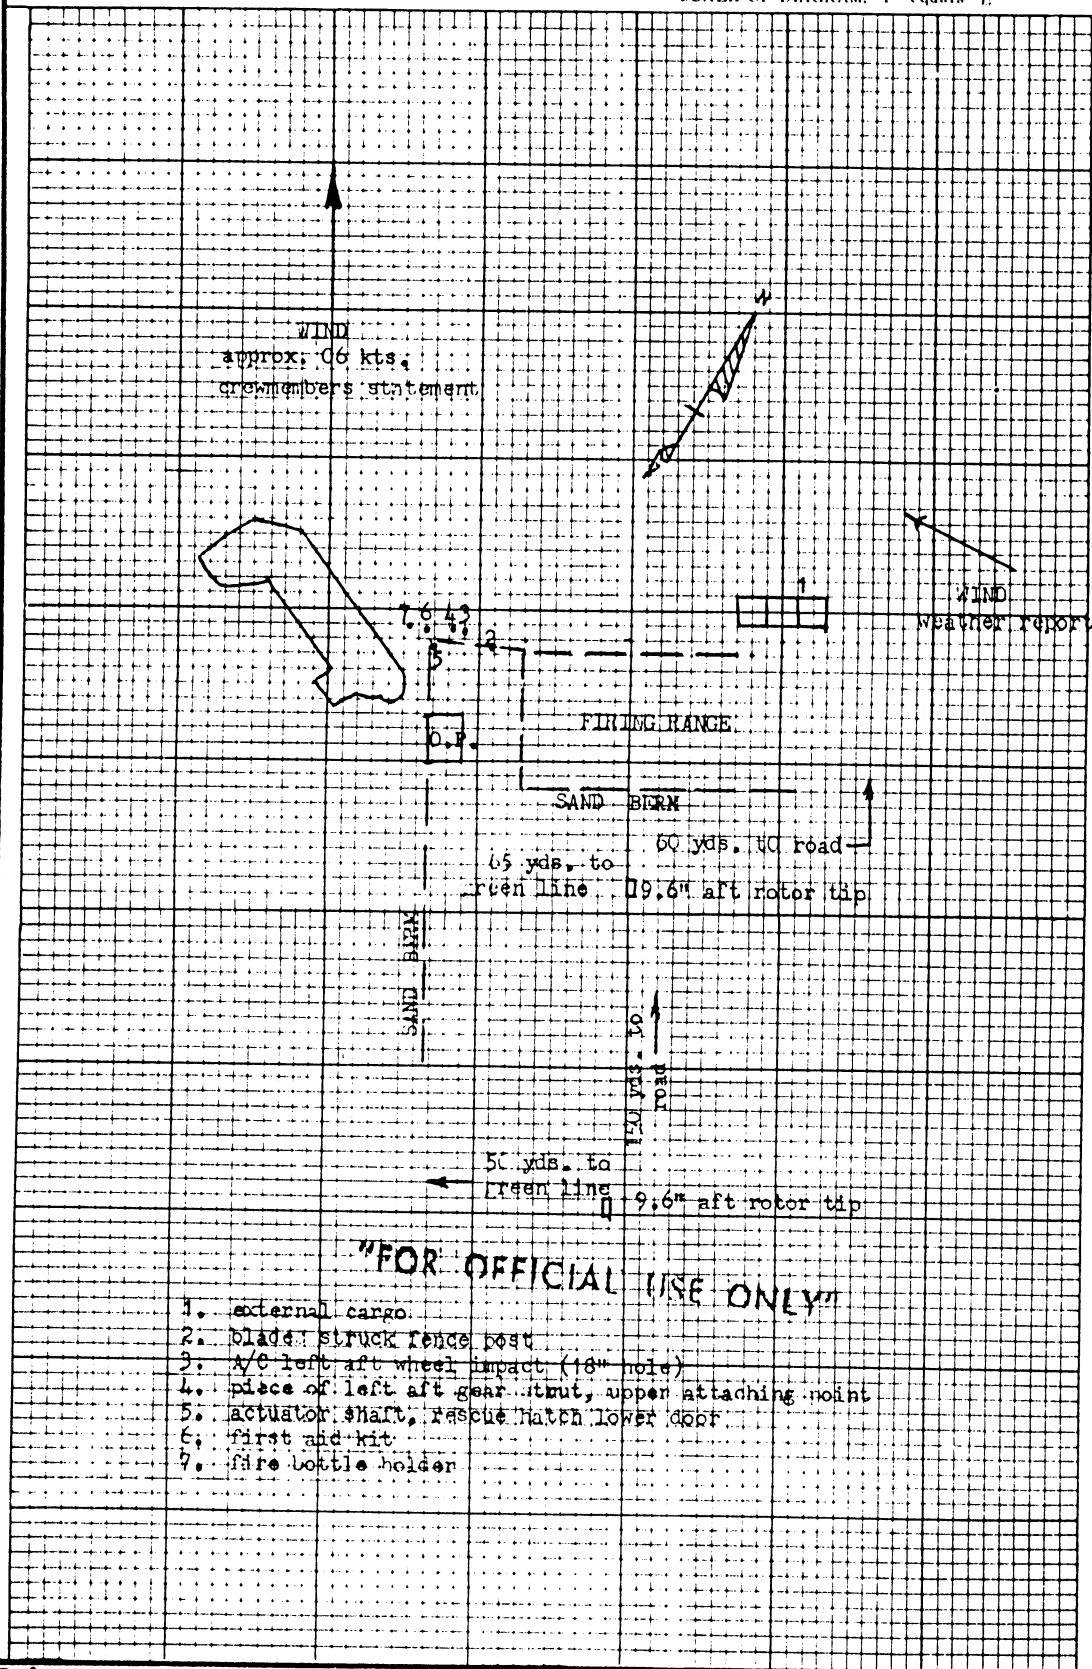 N
WIND
approx. 06 kts.
crewmembers statement
1
WIND
Weather report
7. 6. 4 3
2
5
FIRING RANGE
O.P.
SAND BERM
60 yds. to road
65 yds. to
green line
9.6" aft rotor tip
SAND BERM
150 yds. to
road
yds. to
green line
9.6" aft rotor tip
"FOR OFFICIAL USE ONLY"
1. external cargo
2. blade struck fence post
3. A/C left aft wheel impact (18" hole)
4. piece of left aft gear strut, upper attaching point
5. actuator shaft, rescue hatch lower door
6. first aid kit
7. fire bottle holder